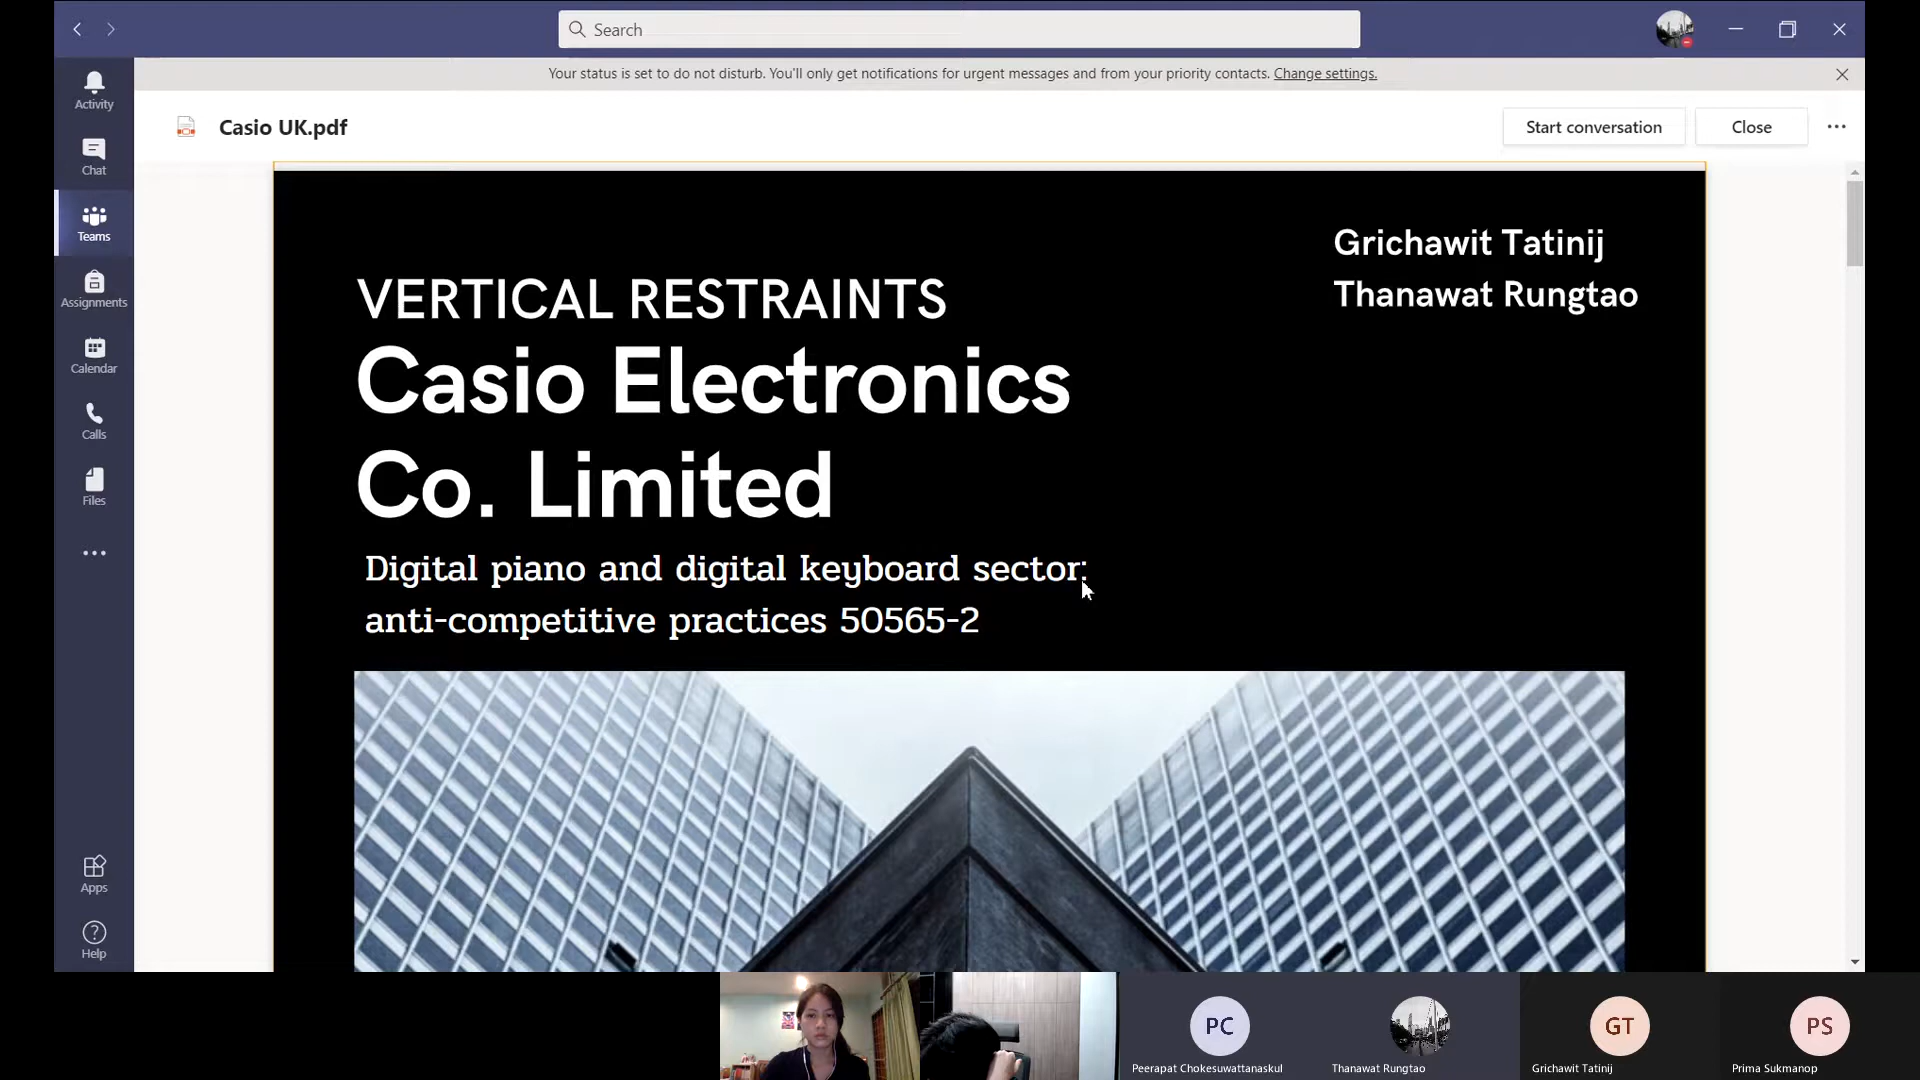 Search
Your status is set to do not disturb. You'll only get notifications for urgent messages and from your priority contacts. Change settings.
Activity
Chat
Teams
Assignments
Calendar
Calls
Files
Apps
Help
Casio UK.pdf
Start conversation
Close
Grichawit Tatinij
Thanawat Rungtao
VERTICAL RESTRAINTS
Casio Electronics
Co. Limited
Digital piano and digital keyboard sector:
anti-competitive practices 50565-2
PC
GT
PS
Peerapat Chokesuwattanaskul
Thanawat Rungtao
Grichawit Tatinij
Prima Sukmanop